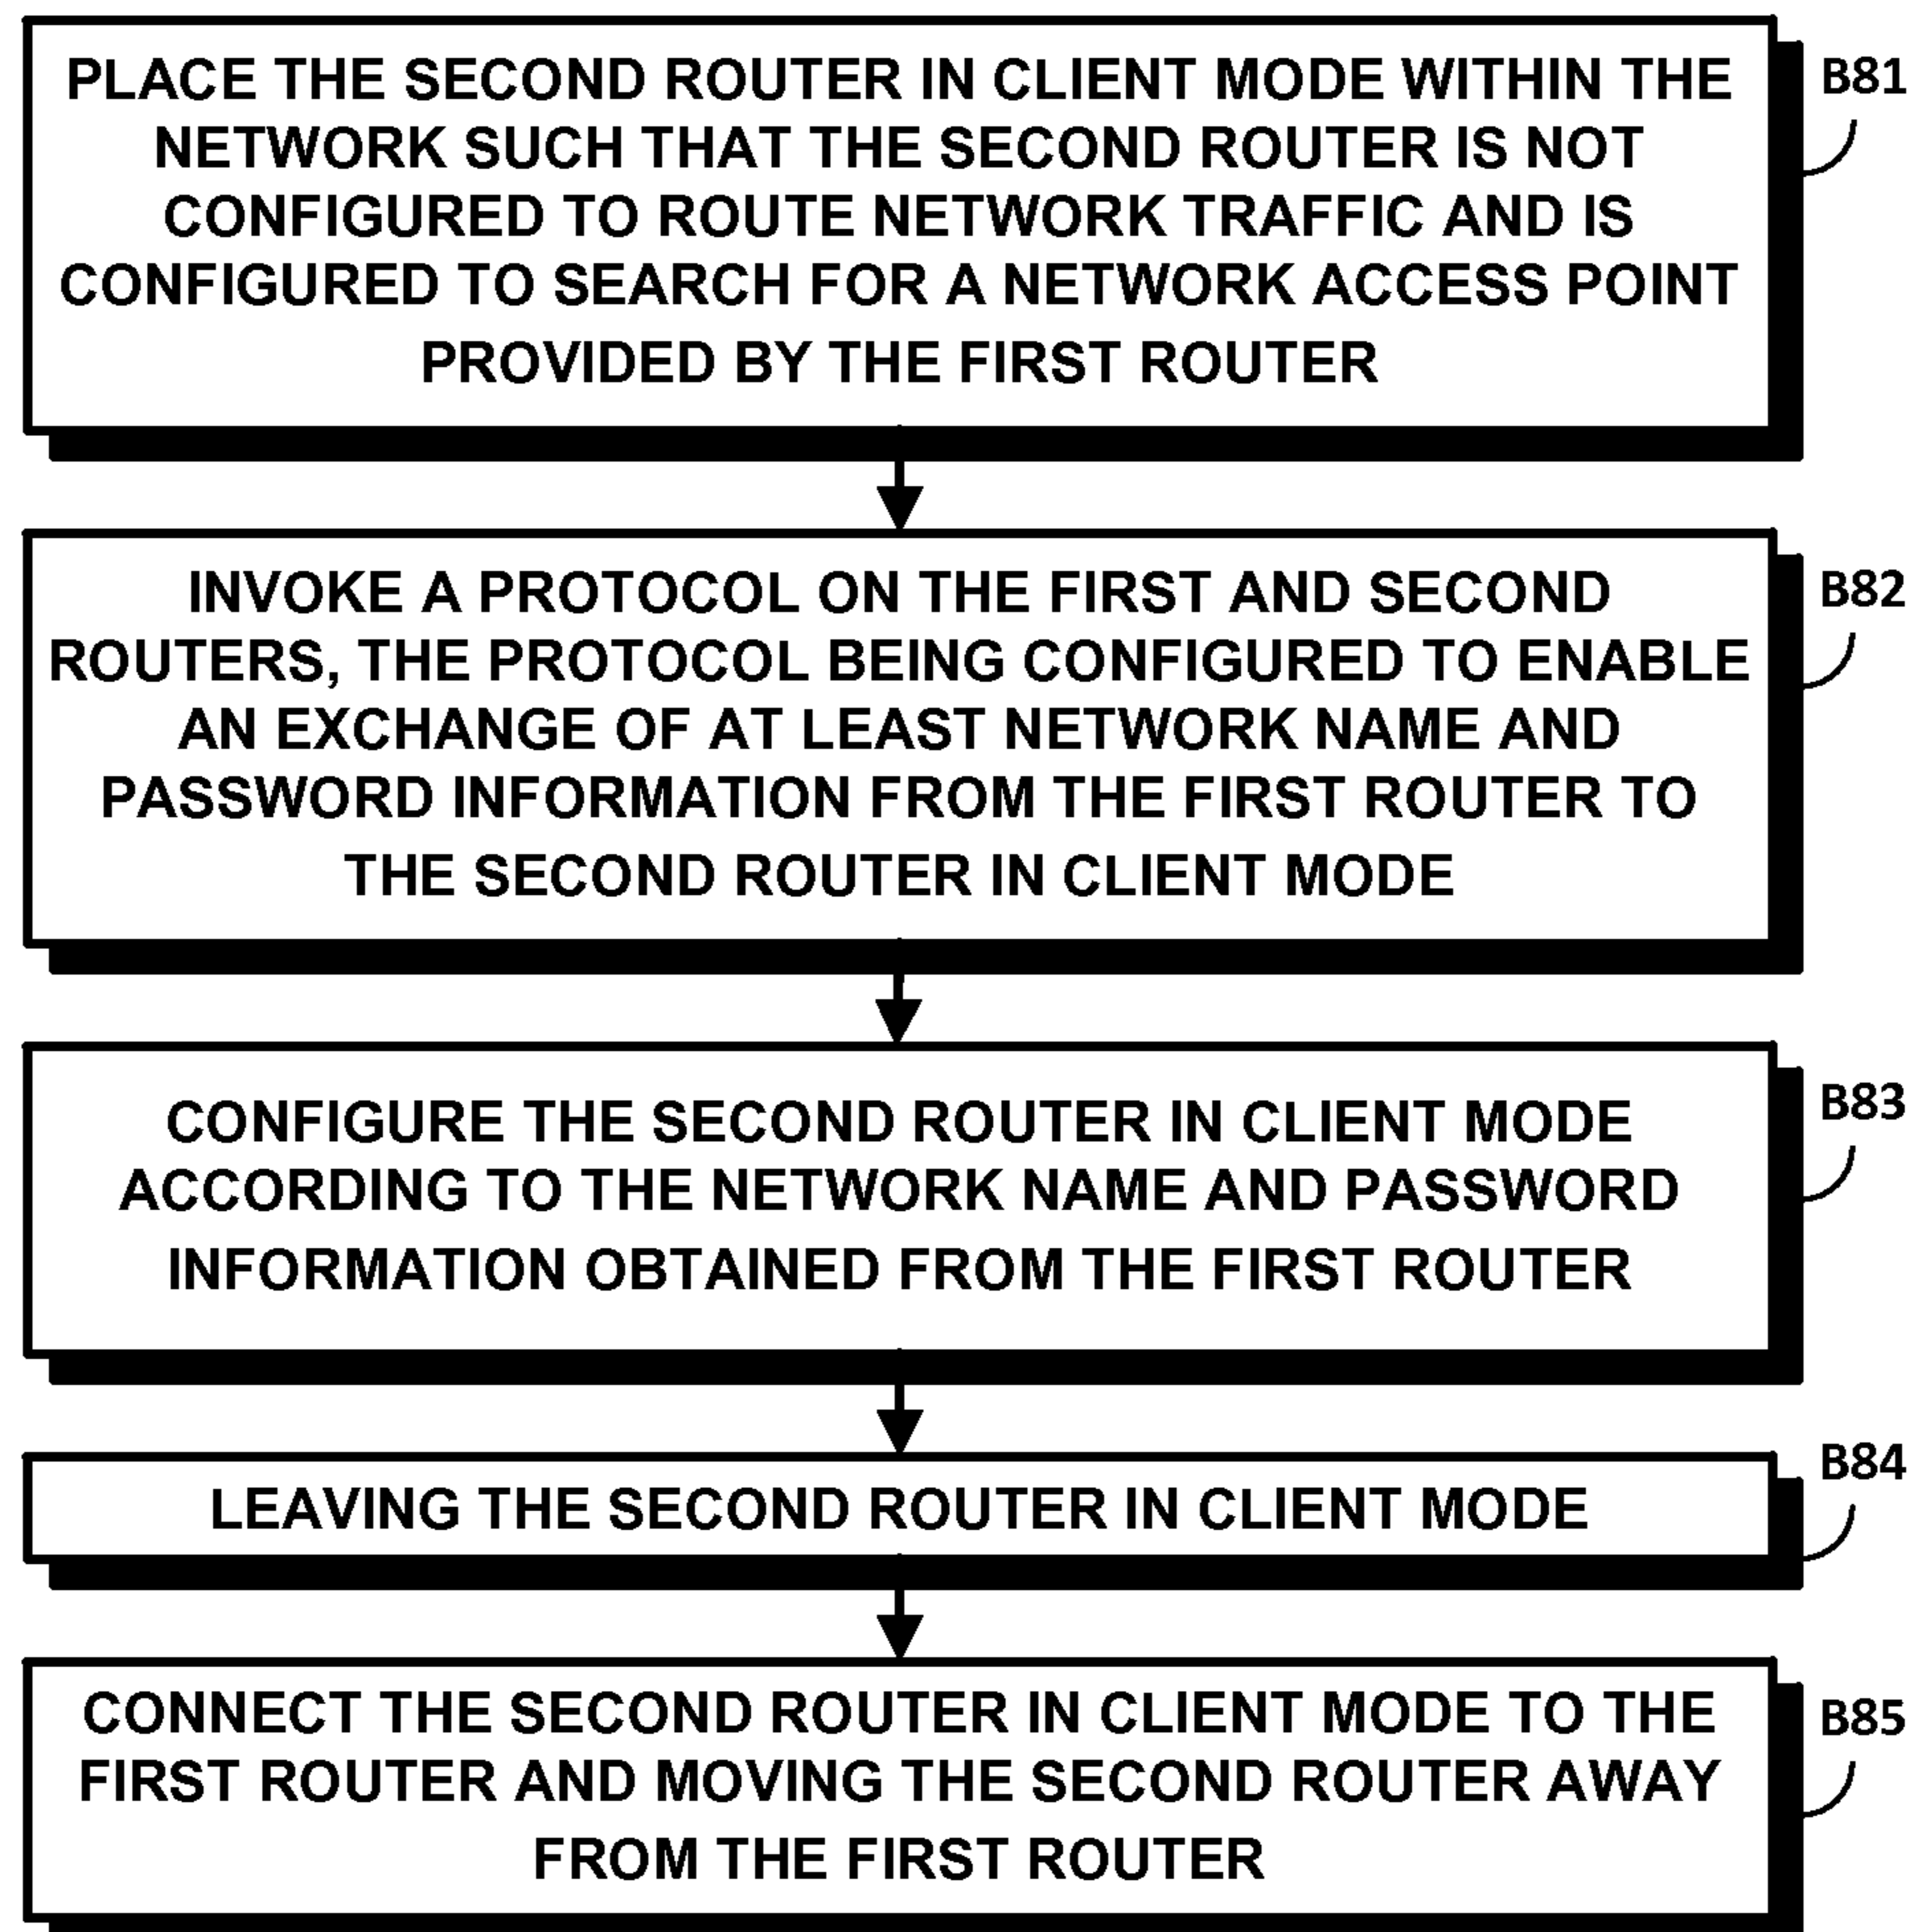 PLACE THE SECOND ROUTER IN CLIENT MODE WITHIN THE
NETWORK SUCH THAT THE SECOND ROUTER IS NOT
CONFIGURED TO ROUTE NETWORK TRAFFIC AND IS
CONFIGURED TO SEARCH FOR A NETWORK ACCESS POINT
PROVIDED BY THE FIRST ROUTER
B81
INVOKE A PROTOCOL ON THE FIRST AND SECOND
ROUTERS, THE PROTOCOL BEING CONFIGURED TO ENABLE
AN EXCHANGE OF AT LEAST NETWORK NAME AND
PASSWORD INFORMATION FROM THE FIRST ROUTER TO
THE SECOND ROUTER IN CLIENT MODE
B82
CONFIGURE THE SECOND ROUTER IN CLIENT MODE
ACCORDING TO THE NETWORK NAME AND PASSWORD
INFORMATION OBTAINED FROM THE FIRST ROUTER
B83
LEAVING THE SECOND ROUTER IN CLIENT MODE
B84
CONNECT THE SECOND ROUTER IN CLIENT MODE TO THE
FIRST ROUTER AND MOVING THE SECOND ROUTER AWAY
FROM THE FIRST ROUTER
B85